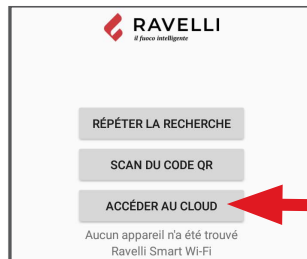 RAVELLI
il fuoco intelligente
RÉPÉTER LA RECHERCHE
SCAN DU CODE QR
ACCÉDER AU CLOUD
Aucun appareil n'a été trouvé
Ravelli Smart Wi-Fi